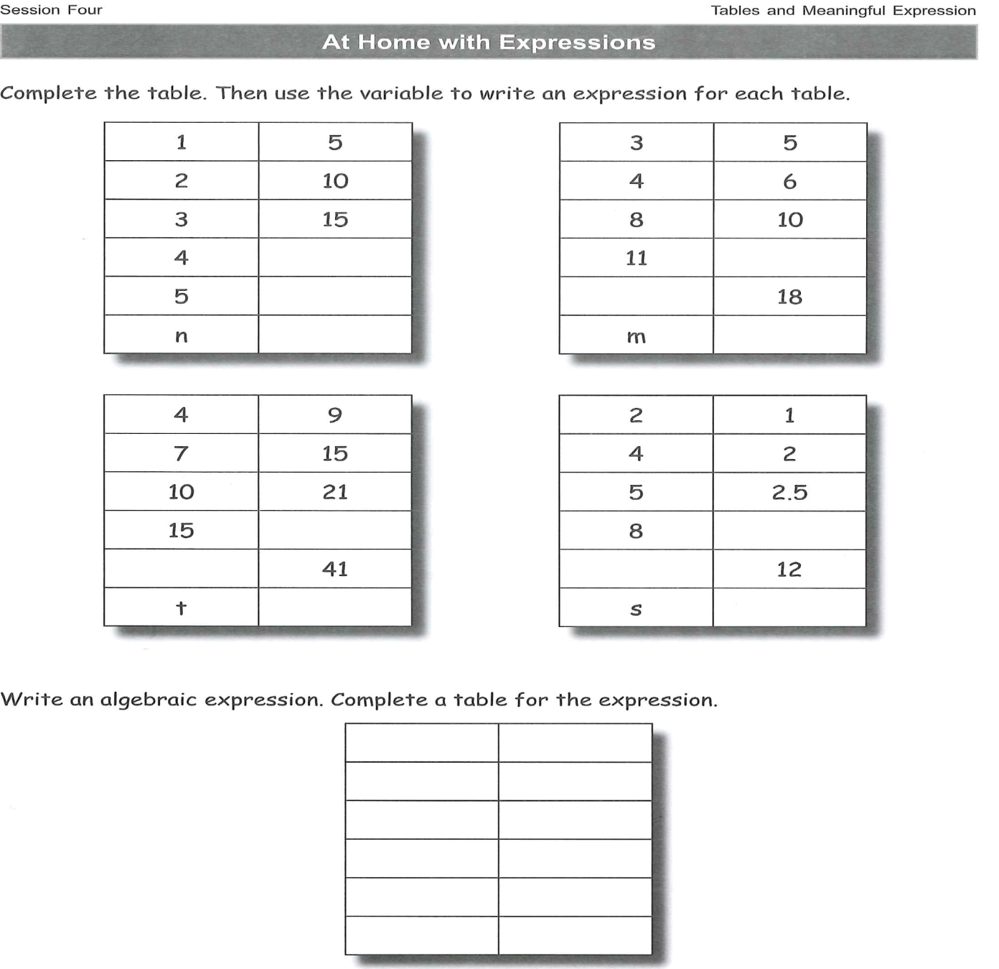 Session Four
Tables and Meaningful Expression
At Home with Expressions
Complete the table. Then use the variable to write an expression for each table.
1 5
2 10
3 15
4
5
n
3 5
4 6
8 10
11
18
m
4 9
7 15
10 21
15
41
t
2 1
4 2
5 2.5
8
12
s
Write an algebraic expression. Complete a table for the expression.